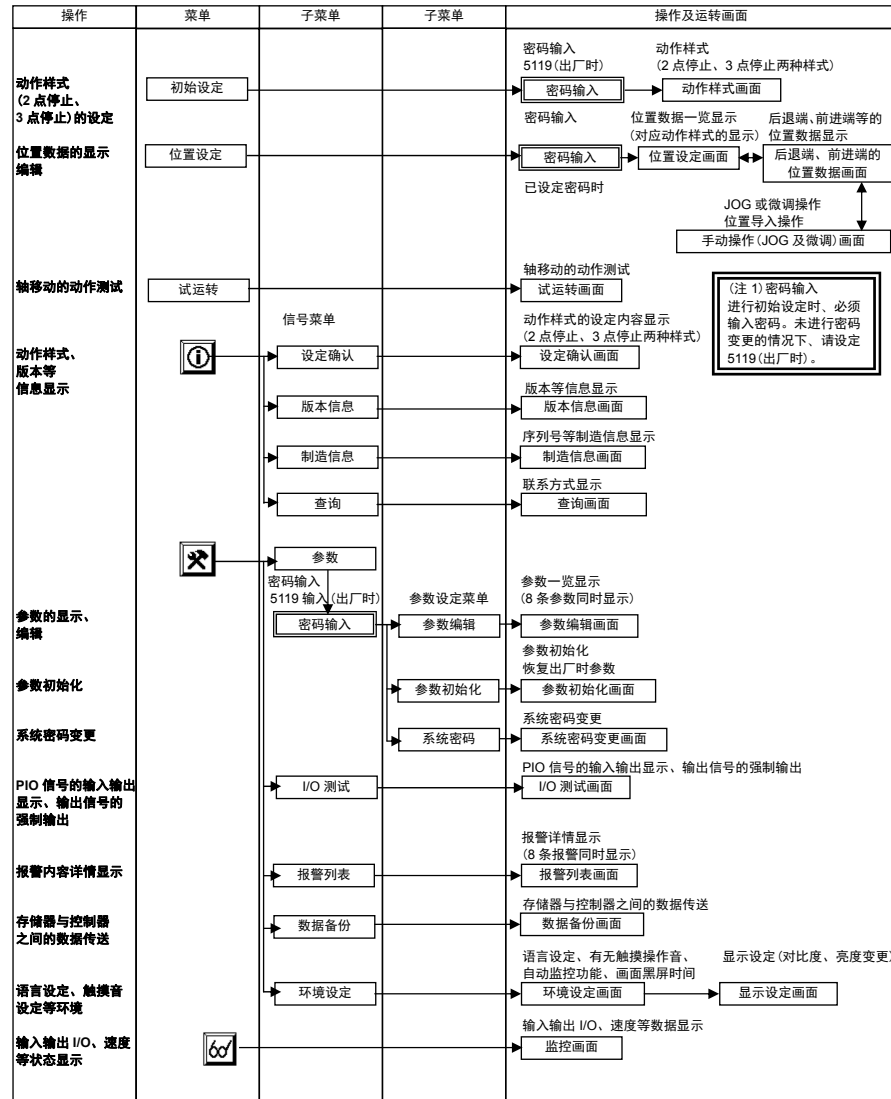 操作
菜单
子菜单
子菜单
操作及运转画面
密码输入
5119(出厂时)
动作样式
(2 点停止、3 点停止两种样式)
动作样式
(2 点停止、
3 点停止)的设定
初始设定
密码输入
动作样式画面
密码输入
位置数据一览显示
(对应动作样式的显示)
后退端、前进端等的
位置数据显示
位置数据的显示
编辑
位置设定
密码输入
位置设定画面
后退端、前进端的
位置数据画面
已设定密码时
JOG 或微调操作
位置导入操作
手动操作(JOG 及微调)画面
轴移动的动作测试
轴移动的动作测试
试运转
试运转画面
(注 1)密码输入
进行初始设定时、必须
输入密码。未进行密码
变更的情况下、请设定
5119(出厂时)。
信号菜单
动作样式的设定内容显示
(2 点停止、3 点停止两种样式)
动作样式、
版本等
信息显示
设定确认
设定确认画面
版本等信息显示
版本信息
版本信息画面
序列号等制造信息显示
制造信息
制造信息画面
联系方式显示
查询
查询画面
参数
密码输入
5119 输入(出厂时)
参数设定菜单
参数一览显示
(8 条参数同时显示)
参数的显示、
编辑
密码输入
参数编辑
参数编辑画面
参数初始化
恢复出厂时参数
参数初始化
参数初始化
参数初始化画面
系统密码变更
系统密码变更
系统密码
系统密码变更画面
PIO 信号的输入输出显示、输出信号的强制输出
PIO 信号的输入输出
显示、输出信号的
强制输出
I/O 测试
I/O 测试画面
报警详情显示
(8 条报警同时显示)
报警内容详情显示
报警列表
报警列表画面
存储器与控制器之间的数据传送
存储器与控制器
之间的数据传送
数据备份
数据备份画面
语言设定、有无触摸操作音、
自动监控功能、画面黑屏时间
显示设定(对比度、亮度变更)
语言设定、触摸音
设定等环境
环境设定
环境设定画面
显示设定画面
输入输出 I/O、速度等数据显示
输入输出 I/O、速度
等状态显示
监控画面